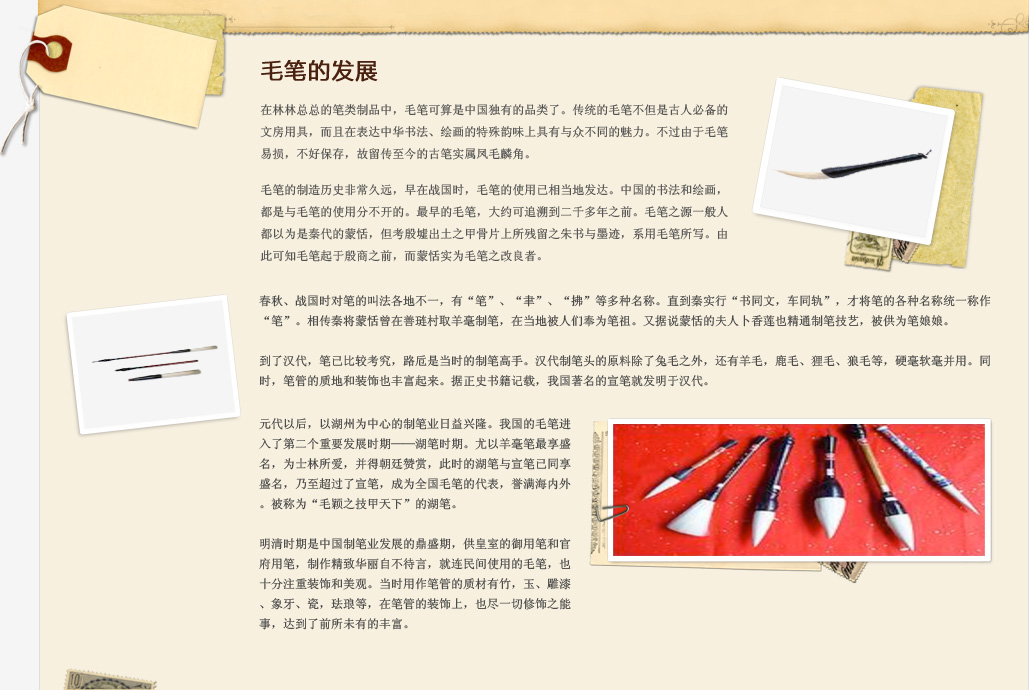 毛笔的发展
在林林总总的笔类制品中，毛笔可算是中国独有的品类了。传统的毛笔不但是古人必备的
文房用具，而且在表达中华书法、绘画的特殊韵味上具有与众不同的魅力。不过由于毛笔
易损，不好保存，故留传至今的古笔实属凤毛麟角。
毛笔的制造历史非常久远，早在战国时，毛笔的使用已相当地发达。中国的书法和绘画，
都是与毛笔的使用分不开的。最早的毛笔，大约可追溯到二千多年之前。毛笔之源一般人
都以为是秦代的蒙恬，但考殷墟出土之甲骨片上所残留之朱书与墨迹，系用毛笔所写。由
此可知毛笔起于殷商之前，而蒙恬实为毛笔之改良者。
春秋、战国时对笔的叫法各地不一，有“笔”、“聿”、“拂”等多种名称。直到秦实行“书同文，车同轨”，才将笔的各种名称统一称作
“笔”。相传秦将蒙恬曾在善琏村取羊毫制笔，在当地被人们奉为笔祖。又据说蒙恬的夫人卜香莲也精通制笔技艺，被供为笔娘娘。
到了汉代，笔已比较考究，路扈是当时的制笔高手。汉代制笔头的原料除了兔毛之外，还有羊毛，鹿毛、狸毛、狼毛等，硬毫软毫并用。同
时，笔管的质地和装饰也丰富起来。据正史书籍记载，我国著名的宣笔就发明于汉代。
元代以后，以湖州为中心的制笔业日益兴隆。我国的毛笔进
入了第二个重要发展时期——湖笔时期。尤以羊毫笔最享盛
名，为士林所爱，并得朝廷赞赏，此时的湖笔与宣笔已同享
盛名，乃至超过了宣笔，成为全国毛笔的代表，誉满海内外
。被称为“毛颖之技甲天下”的湖笔。
明清时期是中国制笔业发展的鼎盛期，供皇室的御用笔和官
府用笔，制作精致华丽自不待言，就连民间使用的毛笔，也
十分注重装饰和美观。当时用作笔管的质材有竹，玉、雕漆
、象牙、瓷，珐琅等，在笔管的装饰上，也尽一切修饰之能
事，达到了前所未有的丰富。